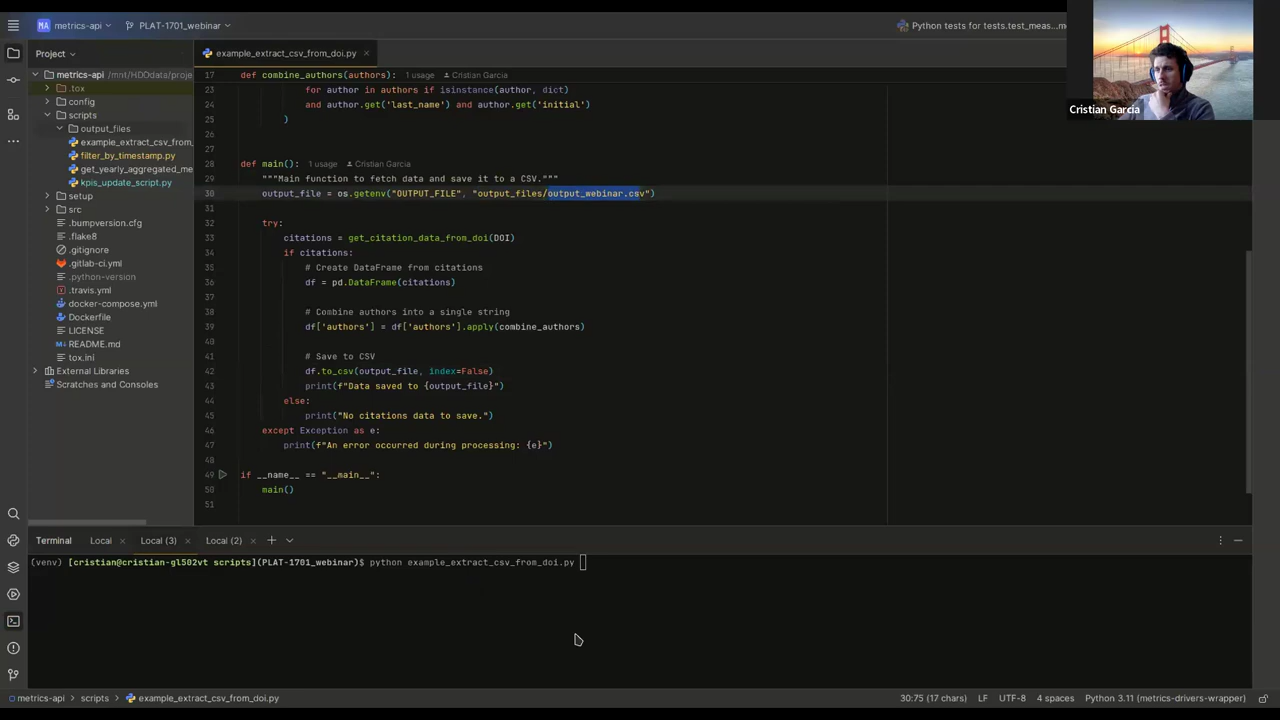 MA metrics-api
PLAT-1701_webinar
Python tests for tests.test_meas...
Cristian Garcia
Project
metrics-api /mnt/HDOdata/proje
.tox
config
scripts
output_files
example_extract_csv_from_
filter_by_timestamp.py
get_yearly_aggregated_me
kpis_update_script.py
setup
src
.bumpversion.cfg
.flake8
.gitignore
.gitlab-ci.yml
.python-version
.travis.yml
docker-compose.yml
Dockerfile
LICENSE
README.md
tox.ini
External Libraries
Scratches and Consoles
example_extract_csv_from_doi.py
17 def combine_authors(authors): 1 usage Cristian Garcia
23 for author in authors if isinstance(author, dict)
24 and author.get('last_name') and author.get('initial')
25 )
26
27
28 def main(): 1 usage Cristian Garcia
29 """Main function to fetch data and save it to a CSV."""
30 output_file = os.getenv("OUTPUT_FILE", "output_files/output_webinar.csv")
32 try:
33 citations = get_citation_data_from_doi(DOI)
34 if citations:
35 # Create DataFrame from citations
36 df = pd.DataFrame(citations)
37
38 # Combine authors into a single string
39 df['authors'] = df['authors'].apply(combine_authors)
40
41 # Save to CSV
42 df.to_csv(output_file, index=False)
43 print(f"Data saved to {output_file}")
44 else:
45 print("No citations data to save.")
46 except Exception as e:
47 print(f"An error occurred during processing: {e}")
48
49 if __name__ == "__main__":
50 main()
51
Terminal Local Local (3) Local (2)
(venv) [cristian@cristian-gl502vt scripts](PLAT-1701_webinar)$ python example_extract_csv_from_doi.py
metrics-api scripts example_extract_csv_from_doi.py
30:75 (17 chars) LF UTF-8 4 spaces Python 3.11 (metrics-drivers-wrapper)